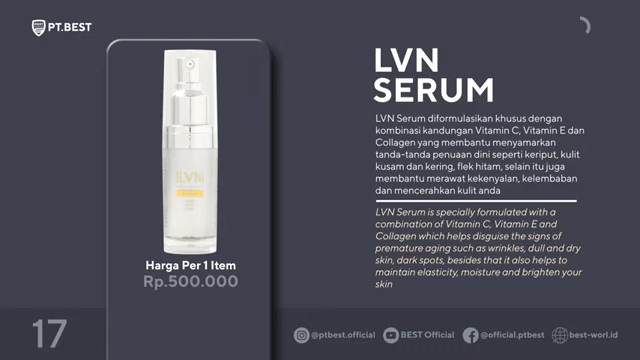 PT.BEST
LVN
SERUM
LVN Serum diformulasikan khusus dengan
kombinasi kandungan Vitamin C, Vitamin E dan
Collagen yang membantu menyamarkan
tanda-tanda penuaan dini seperti keriput, kulit
kusam dan kering, flek hitam, selain itu juga
membantu merawat kekenyalan, kelembaban
dan mencerahkan kulit anda
LVN Serum is specially formulated with a
combination of Vitamin C, Vitamin E and
Collagen which helps disguise the signs of
premature aging such as wrinkles, dull and dry
skin, dark spots, besides that it also helps to
maintain elasticity, moisture and brighten your
skin
Harga Per 1 Item
Rp.500.000
17
@ptbest.official
BEST Official
@official.ptbest
best-worl.id